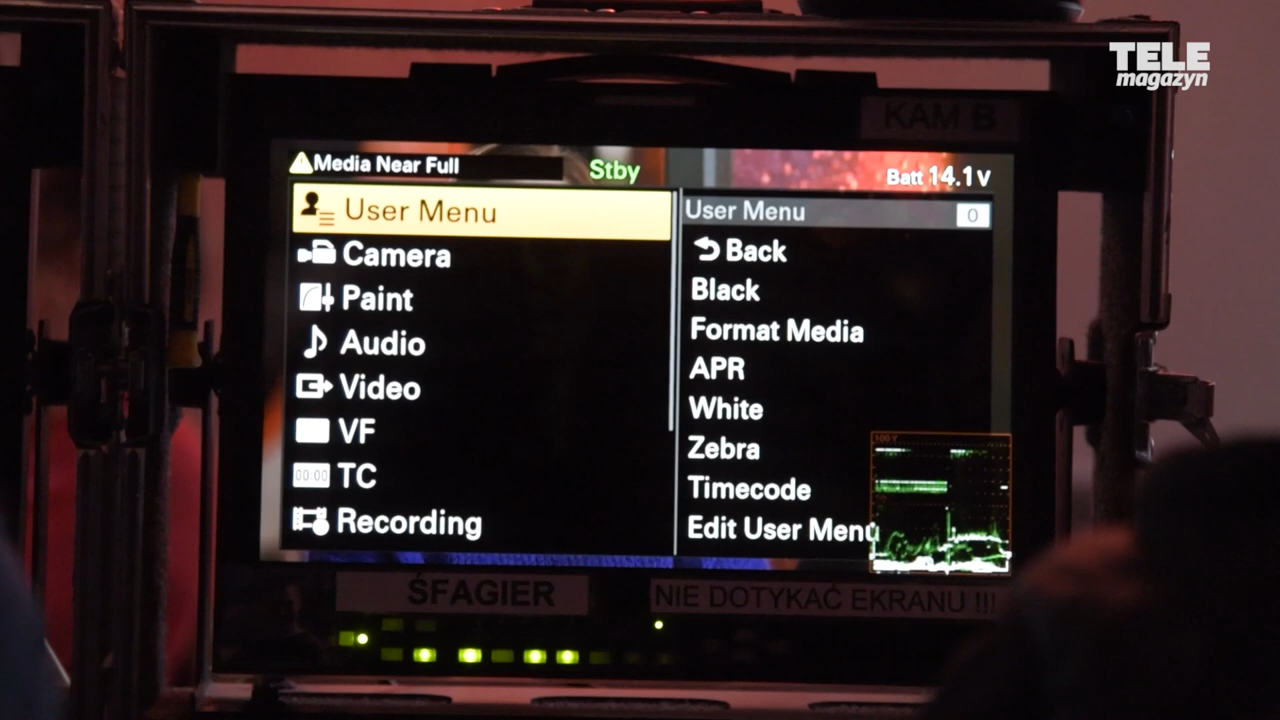 TELE
magazyn
KAM B
Media Near Full
Stby
Batt 14.1V
User Menu
Camera
Paint
Audio
Video
VF
00:00 TC
Recording
User Menu 0
Back
Black
Format Media
APR
White
Zebra
Timecode
Edit User Menu
100 Y
ŚFAGIER
NIE DOTYKAĆ EKRANU !!!